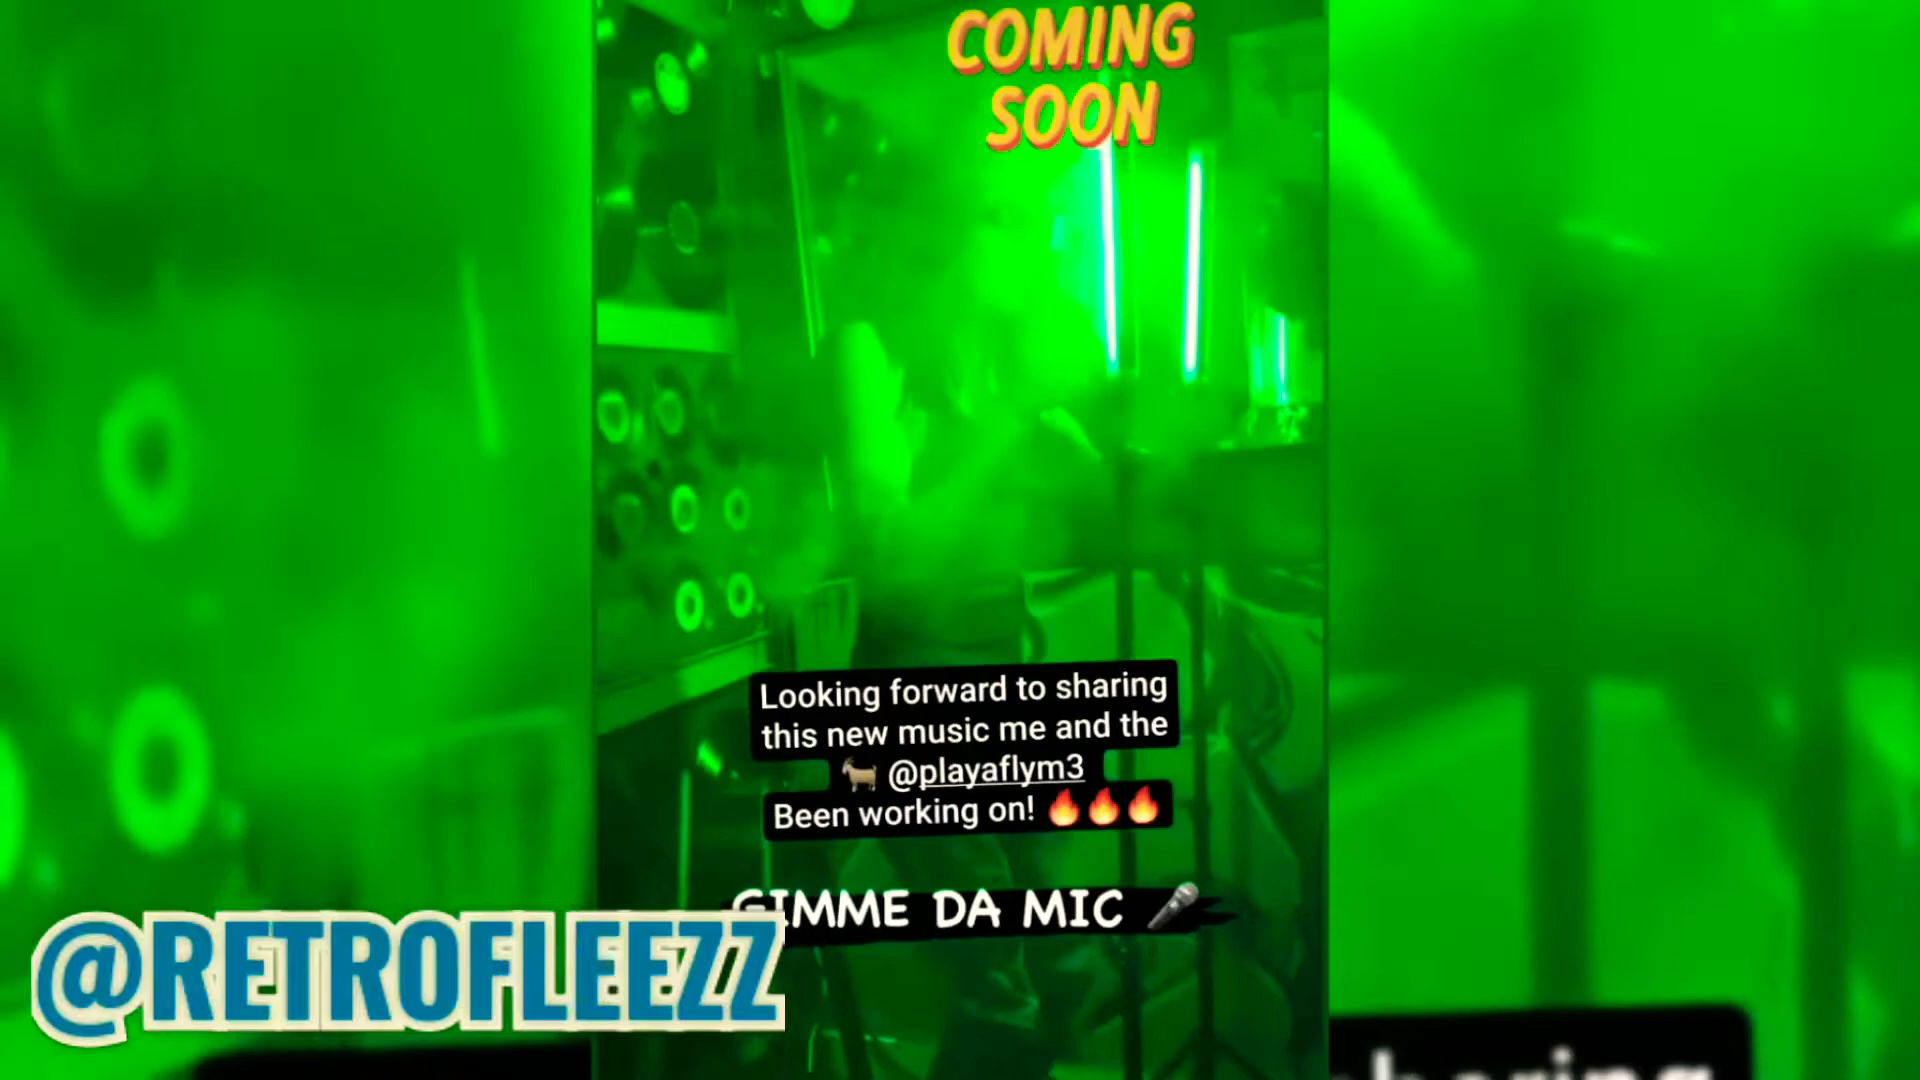 COMING
SOON
Looking forward to sharing
this new music me and the
🐐 @playaflym3
Been working on! 🔥🔥🔥
GIMME DA MIC 🎤
@RETROFLEEZZ
sharing